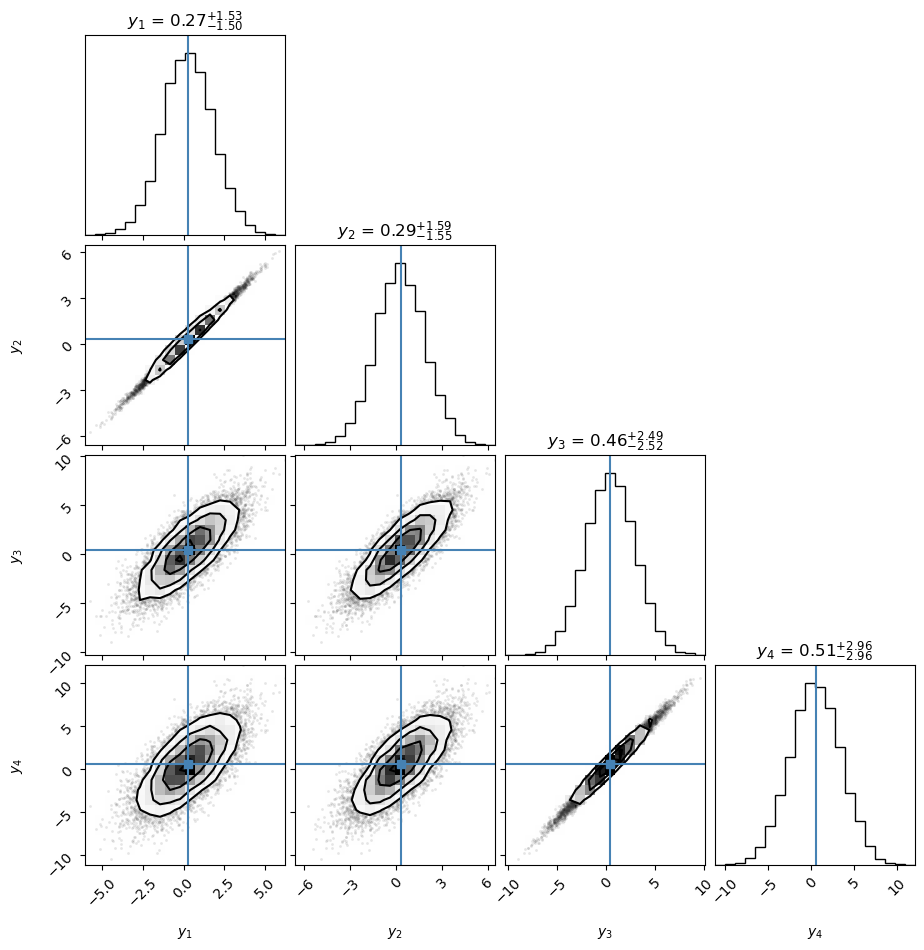 y₁ = 0.27+1.53−1.50
y₂ = 0.29+1.59−1.55
6
3
0
−3
−6
y₂
y₃ = 0.46+2.49−2.52
10
5
0
−5
−10
y₃
y₄ = 0.51+2.96−2.96
10
5
0
−5
−10
y₄
−5.0 −2.5 0.0 2.5 5.0
−6 −3 0 3 6
−10 −5 0 5 10
−10 −5 0 5 10
y₁ y₂ y₃ y₄